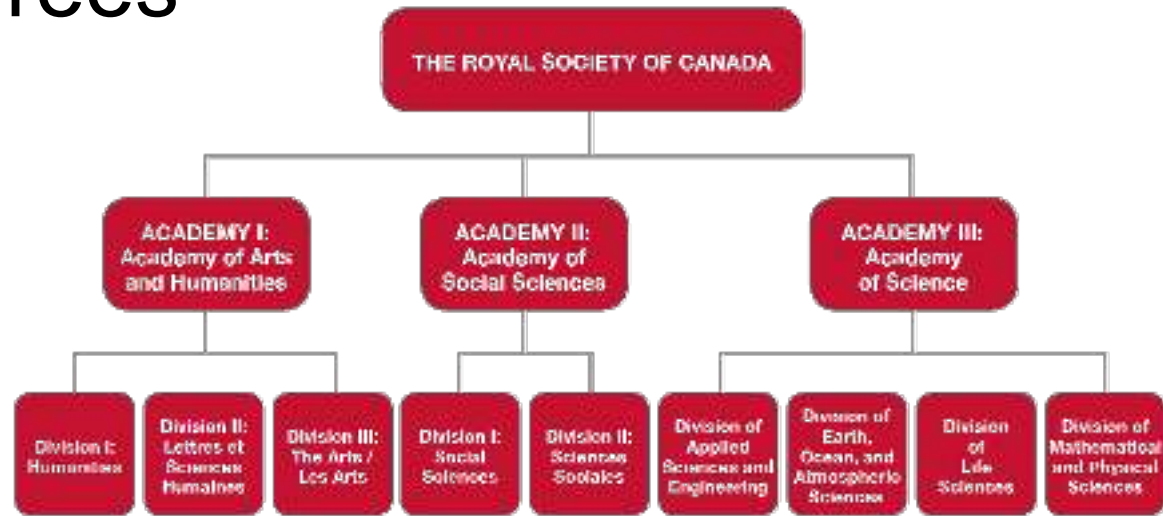 THE ROYAL SOCIETY OF CANADA
ACADEMY I:
Academy of Arts
and Humanities
ACADEMY II:
Academy of
Social Sciences
ACADEMY III:
Academy
of Science
Division I:
Humanities
Division II:
Lettres et
Sciences
Humaines
Division III:
The Arts /
Les Arts
Division I:
Social
Sciences
Division II:
Sciences
Sociales
Division of
Applied
Sciences and
Engineering
Division of
Earth,
Ocean, and
Atmospheric
Sciences
Division
of
Life
Sciences
Division of
Mathematical
and Physical
Sciences